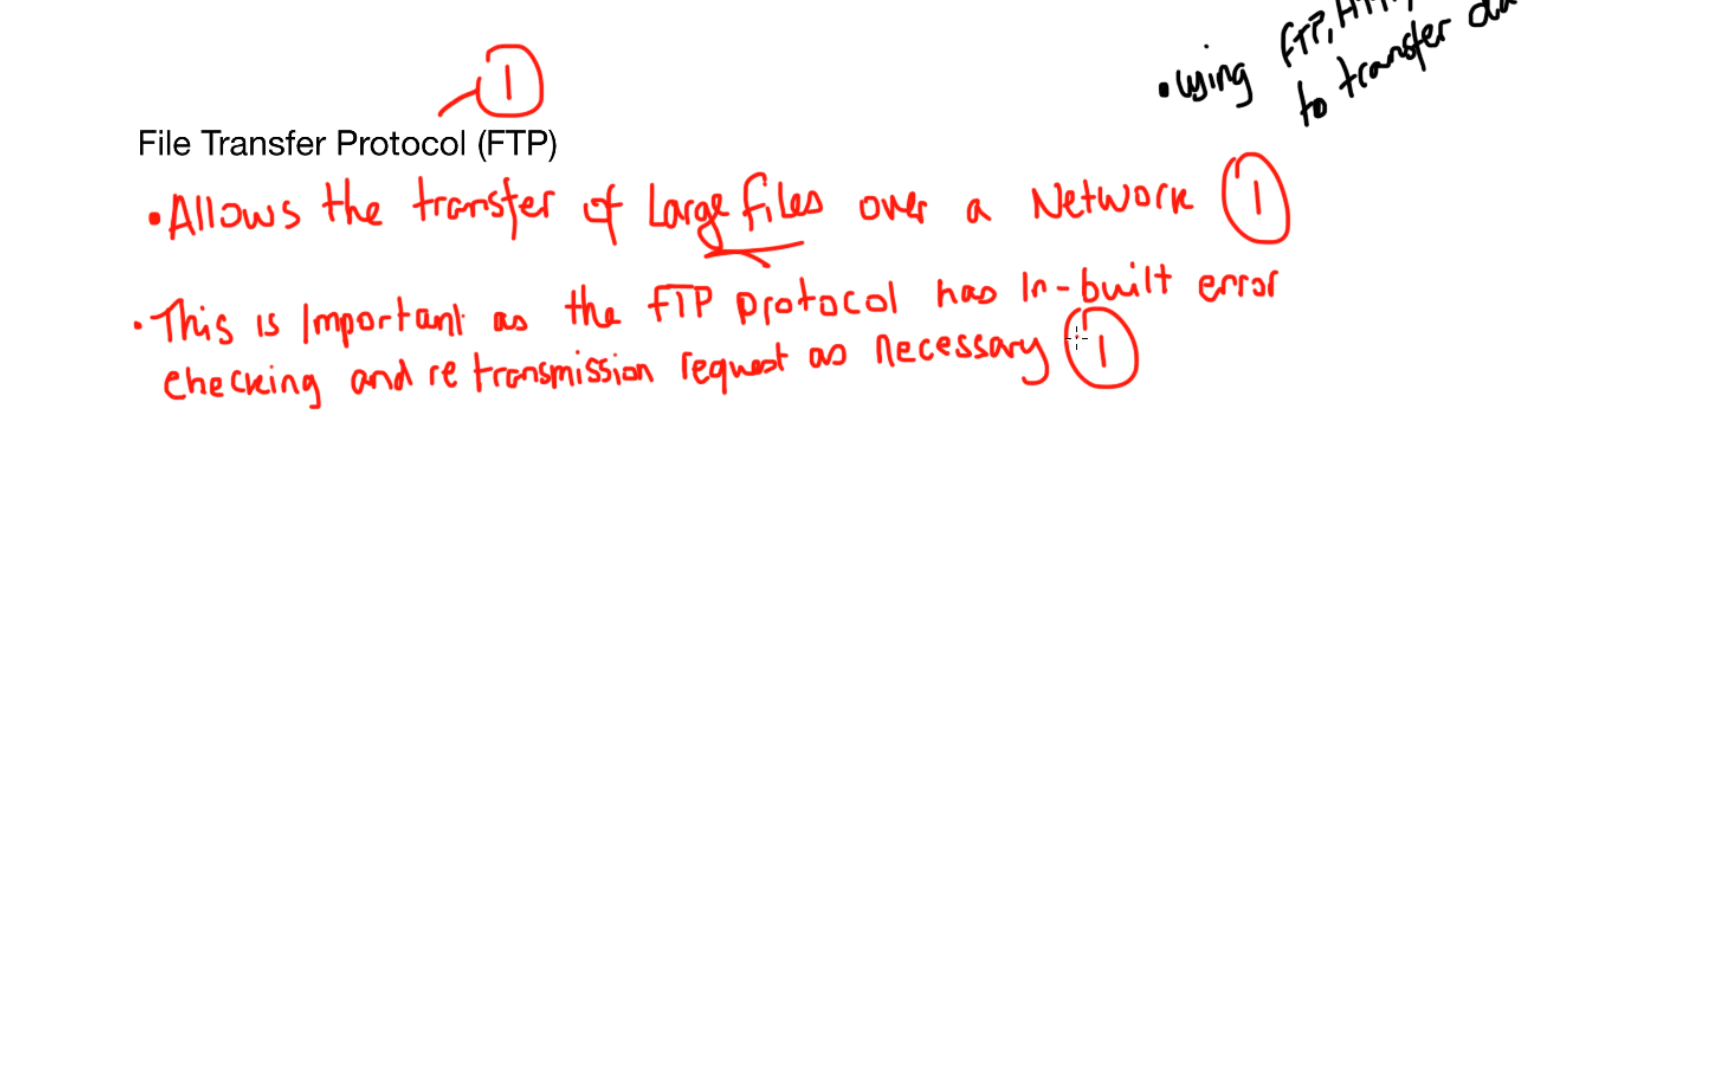 ①
File Transfer Protocol (FTP)
• using FTP,
to transfer
• Allows the transfer of Large files over a Network ①
• This is Important as the FTP protocol has In-built error
checking and retransmission request as necessary ①